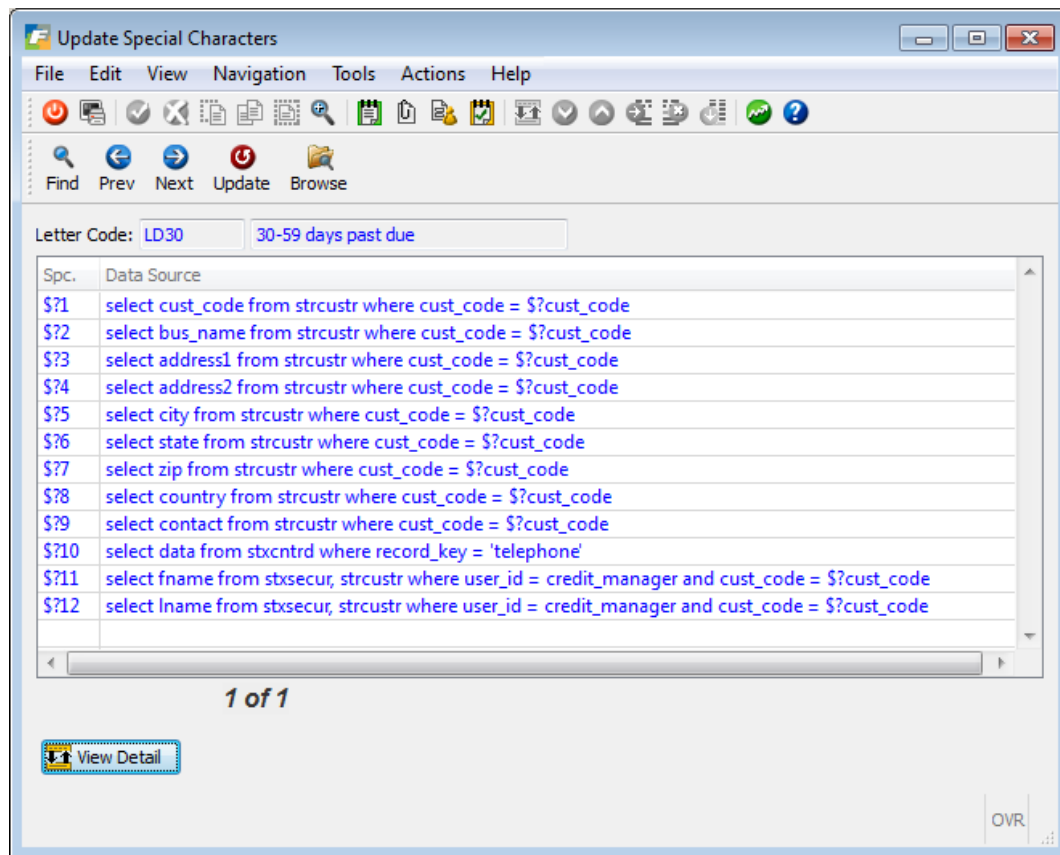 Update Special Characters
File Edit View Navigation Tools Actions Help
Find Prev Next Update Browse
Letter Code: LD30 30-59 days past due
Spc. Data Source
$?1 select cust_code from strcustr where cust_code = $?cust_code
$?2 select bus_name from strcustr where cust_code = $?cust_code
$?3 select address1 from strcustr where cust_code = $?cust_code
$?4 select address2 from strcustr where cust_code = $?cust_code
$?5 select city from strcustr where cust_code = $?cust_code
$?6 select state from strcustr where cust_code = $?cust_code
$?7 select zip from strcustr where cust_code = $?cust_code
$?8 select country from strcustr where cust_code = $?cust_code
$?9 select contact from strcustr where cust_code = $?cust_code
$?10 select data from stxcntrd where record_key = 'telephone'
$?11 select fname from stxsecur, strcustr where user_id = credit_manager and cust_code = $?cust_code
$?12 select lname from stxsecur, strcustr where user_id = credit_manager and cust_code = $?cust_code
1 of 1
View Detail
OVR